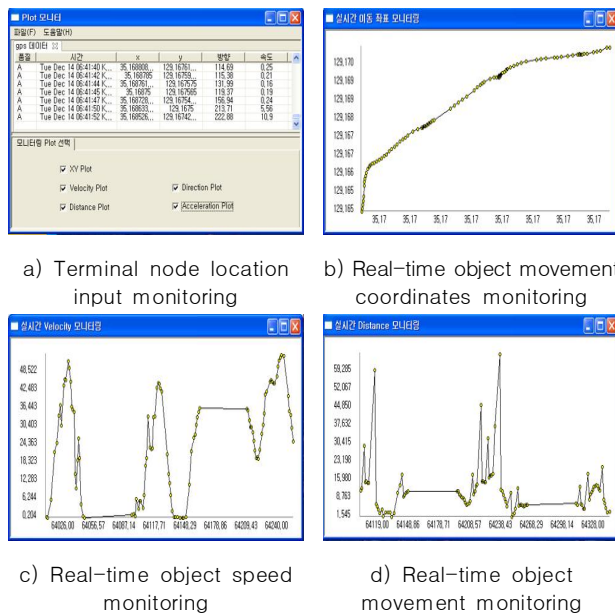 Plot 모니터
파일(F) 도움말(H)
gps 데이터
품질 시간 x y 방향 속도
A Tue Dec 14 06:41:40 K... 35,168808,... 129,16761,... 114,69 0,25
A Tue Dec 14 06:41:42 K... 35,168785 129,16759,... 115,38 0,21
A Tue Dec 14 06:41:44 K... 35,168761,... 129,167575 131,99 0,16
A Tue Dec 14 06:41:45 K... 35,16875 129,167565 119,37 0,19
A Tue Dec 14 06:41:47 K... 35,168728,... 129,16754,... 156,94 0,24
A Tue Dec 14 06:41:50 K... 35,168633,... 129,1675 213,71 5,56
A Tue Dec 14 06:41:52 K... 35,168526,... 129,16742,... 222,88 10,9
모니터링 Plot 선택
XY Plot
Velocity Plot Direction Plot
Distance Plot Acceleration Plot
a) Terminal node location
input monitoring
실시간 이동 좌표 모니터링
129,170
129,169
129,169
129,168
129,167
129,167
129,166
129,165
129,165
35,17 35,17 35,17 35,17 35,17 35,17 35,17 35,17
b) Real-time object movement
coordinates monitoring
실시간 Velocity 모니터링
48,522
42,483
36,443
30,403
24,363
18,323
12,283
6,244
0,204
64026,00 64056,57 64087,14 64117,71 64148,29 64178,86 64209,43 64240,00
c) Real-time object speed
monitoring
실시간 Distance 모니터링
59,285
52,067
44,850
37,632
30,415
23,198
15,980
8,763
1,545
64119,00 64148,86 64178,71 64208,57 64238,43 64268,29 64298,14 64328,00
d) Real-time object
movement monitoring